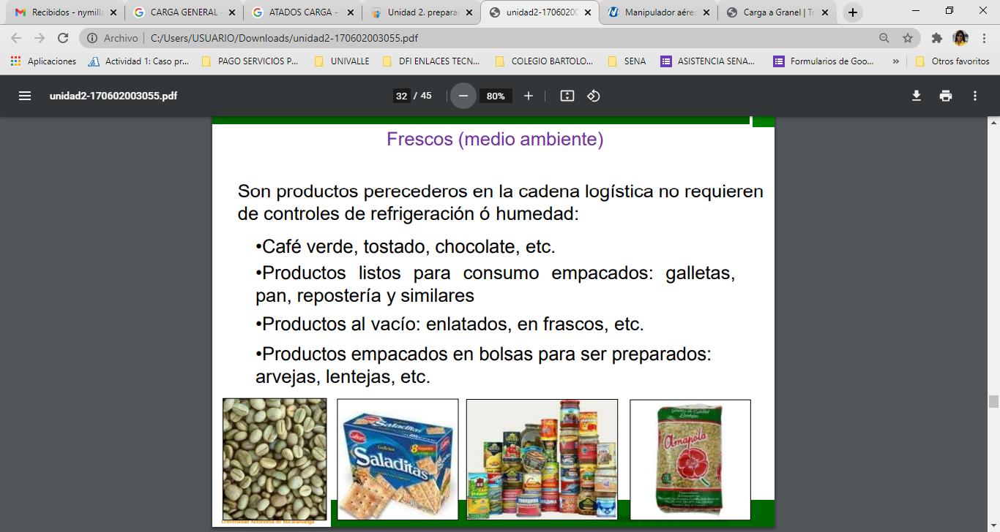 Recibidos - nymilla
CARGA GENERAL -
ATADOS CARGA -
Unidad 2. prepara
unidad2-17060200
Manipulador aéreo
Carga a Granel | Tr
Archivo | C:/Users/USUARIO/Downloads/unidad2-170602003055.pdf
Aplicaciones
Actividad 1: Caso pr...
PAGO SERVICIOS P...
UNIVALLE
DFI ENLACES TECN...
COLEGIO BARTOLO...
SENA
ASISTENCIA SENA...
Formularios de Goo...
»
Otros favoritos
unidad2-170602003055.pdf
32 / 45
80%
Frescos (medio ambiente)
Son productos perecederos en la cadena logística no requieren
de controles de refrigeración ó humedad:
•Café verde, tostado, chocolate, etc.
•Productos listos para consumo empacados: galletas,
pan, repostería y similares
•Productos al vacío: enlatados, en frascos, etc.
•Productos empacados en bolsas para ser preparados:
arvejas, lentejas, etc.
Saladitas
8
Amapola
Universidad Autónoma de Bucaramanga